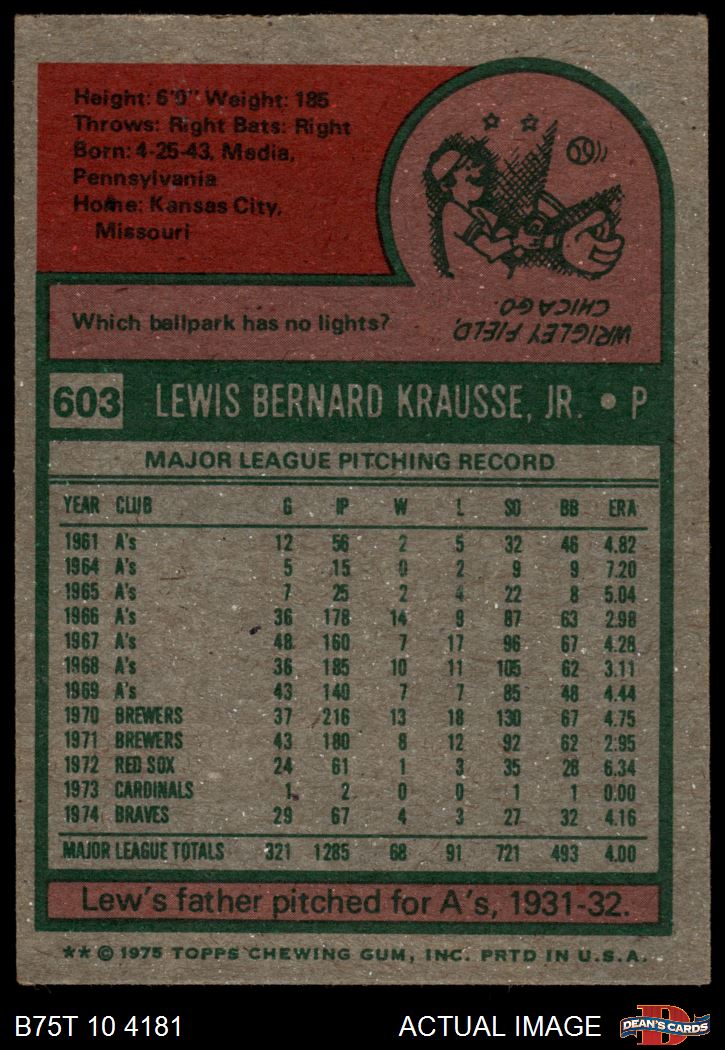 Height: 6'0" Weight: 185
Throws: Right Bats: Right
Born: 4-25-43, Media,
Pennsylvania
Home: Kansas City,
Missouri
Which ballpark has no lights?
WRIGLEY FIELD,
CHICAGO.
603 LEWIS BERNARD KRAUSSE, JR. • P
MAJOR LEAGUE PITCHING RECORD
YEAR CLUB G IP W L SO BB ERA
1961 A's 12 56 2 5 32 46 4.82
1964 A's 5 15 0 2 9 9 7.20
1965 A's 7 25 2 4 22 8 5.04
1966 A's 36 178 14 9 87 63 2.98
1967 A's 48 160 7 17 96 67 4.28
1968 A's 36 185 10 11 105 62 3.11
1969 A's 43 140 7 7 85 48 4.44
1970 BREWERS 37 216 13 18 130 67 4.75
1971 BREWERS 43 180 8 12 92 62 2.95
1972 RED SOX 24 61 1 3 35 28 6.34
1973 CARDINALS 1 2 0 0 1 1 0.00
1974 BRAVES 29 67 4 3 27 32 4.16
MAJOR LEAGUE TOTALS 321 1285 68 91 721 493 4.00
Lew's father pitched for A's, 1931-32.
** © 1975 TOPPS CHEWING GUM, INC. PRTD IN U.S.A.
B75T 10 4181 ACTUAL IMAGE DEAN'S CARDS